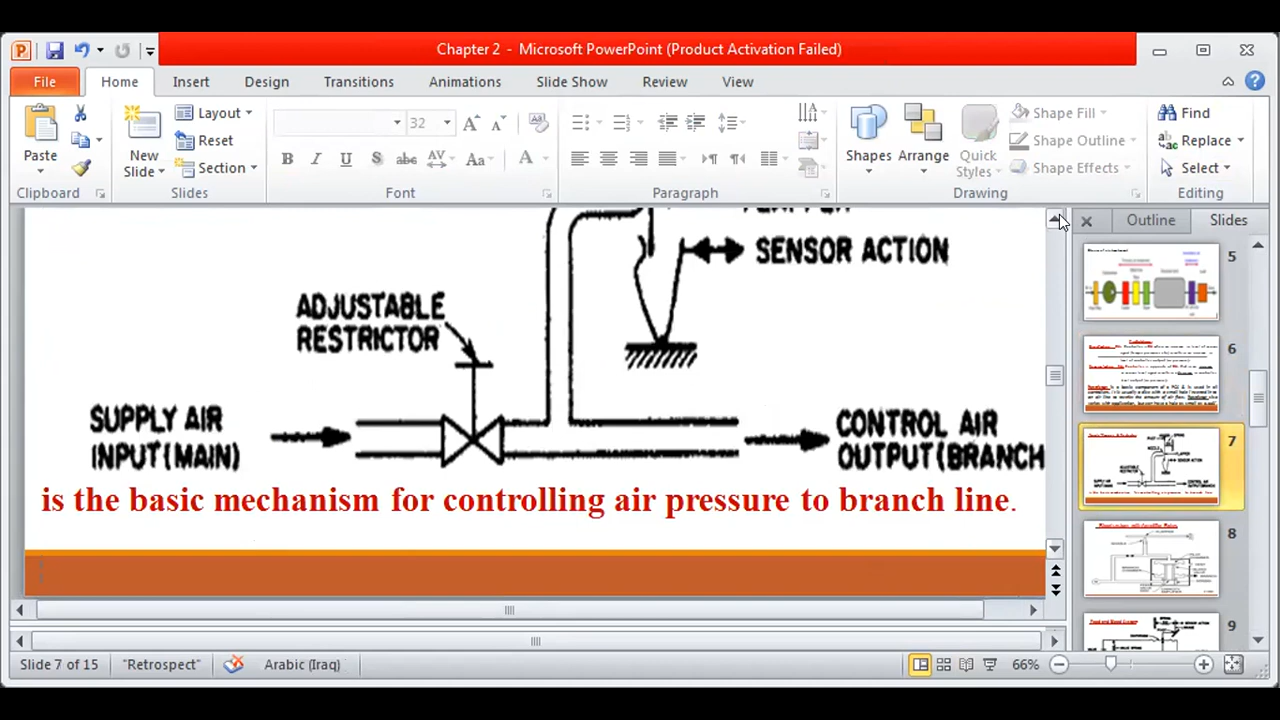 Chapter 2 - Microsoft PowerPoint (Product Activation Failed)
File Home Insert Design Transitions Animations Slide Show Review View
Paste
Clipboard
New
Slide
Layout
Reset
Section
Slides
32
B I U S abc AV Aa A
Font
Paragraph
Shapes
Arrange
Quick
Styles
Shape Fill
Shape Outline
Shape Effects
Drawing
Find
Replace
Select
Editing
SENSOR ACTION
ADJUSTABLE
RESTRICTOR
SUPPLY AIR
INPUT(MAIN)
CONTROL AIR
OUTPUT(BRANCH
is the basic mechanism for controlling air pressure to branch line.
Outline Slides
5
6
7
8
9
Slide 7 of 15 "Retrospect" Arabic (Iraq) 66%